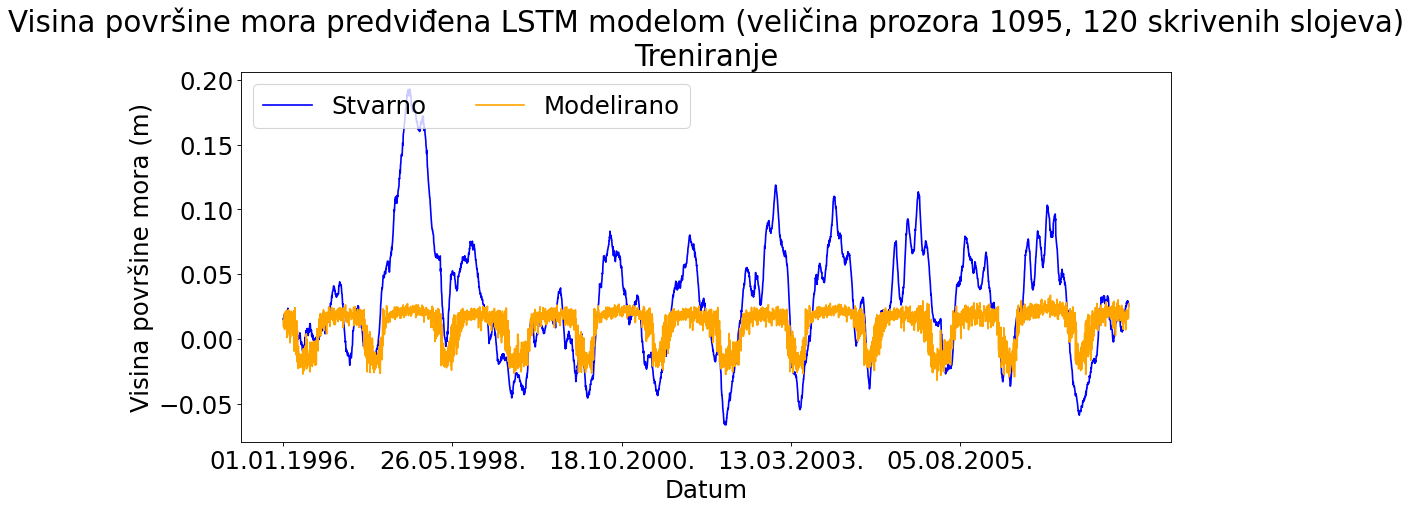 Visina površine mora predviđena LSTM modelom (veličina prozora 1095, 120 skrivenih slojeva)
Treniranje
Stvarno Modelirano
Visina površine mora (m)
0.20
0.15
0.10
0.05
0.00
−0.05
01.01.1996. 26.05.1998. 18.10.2000. 13.03.2003. 05.08.2005.
Datum